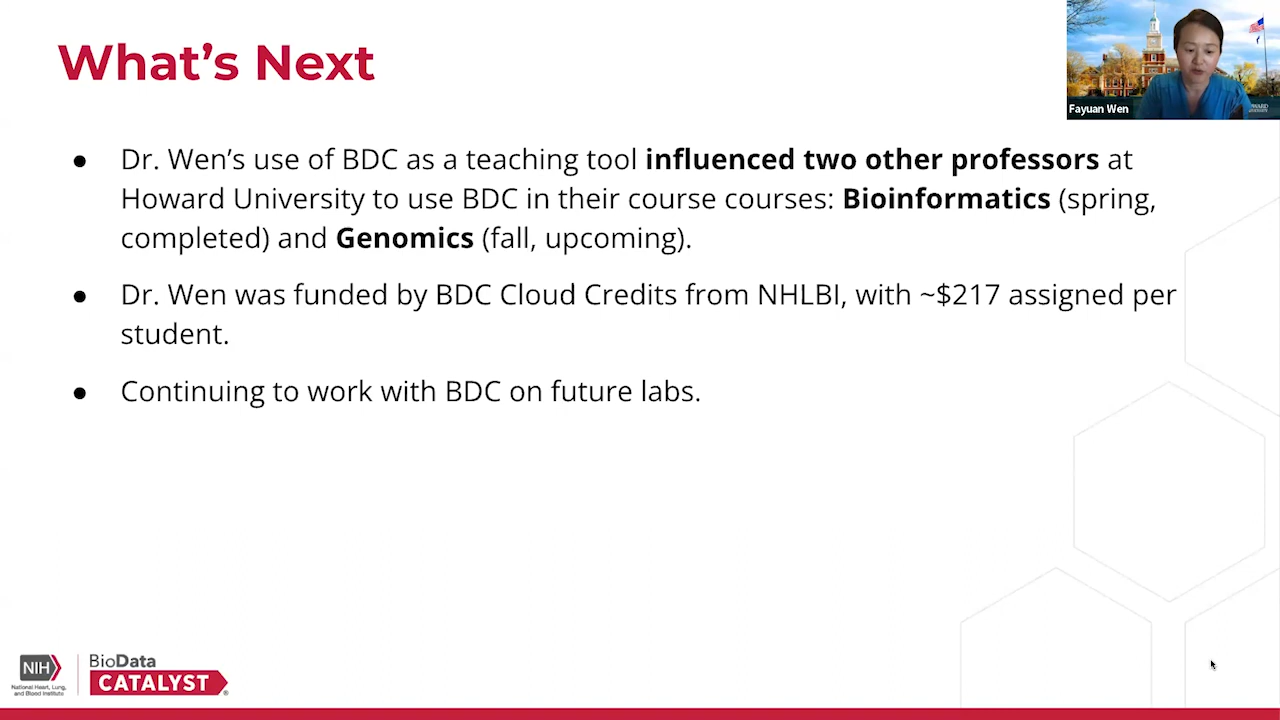 What's Next
Fayuan Wen
● Dr. Wen's use of BDC as a teaching tool influenced two other professors at
Howard University to use BDC in their course courses: Bioinformatics (spring,
completed) and Genomics (fall, upcoming).
● Dr. Wen was funded by BDC Cloud Credits from NHLBI, with ~$217 assigned per
student.
● Continuing to work with BDC on future labs.
NIH
National Heart, Lung,
and Blood Institute
BioData
CATALYST®